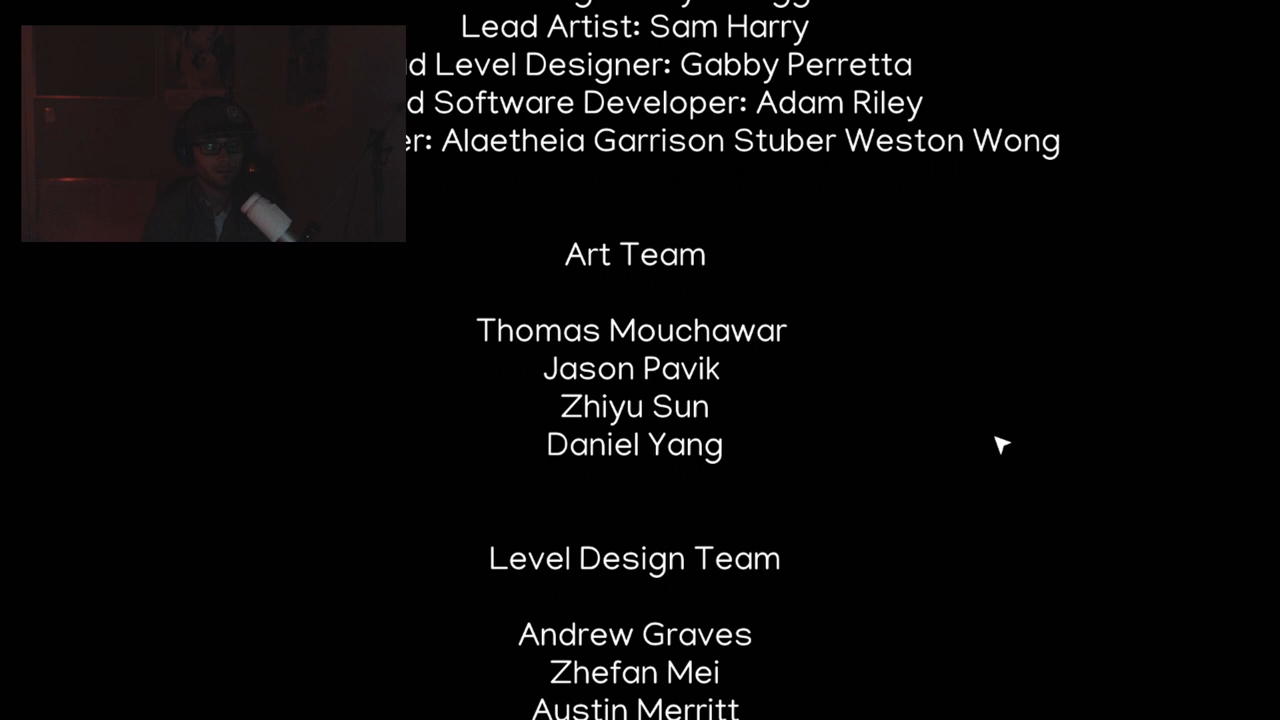 Lead Artist: Sam Harry
d Level Designer: Gabby Perretta
d Software Developer: Adam Riley
er: Alaetheia Garrison Stuber Weston Wong
Art Team
Thomas Mouchawar
Jason Pavik
Zhiyu Sun
Daniel Yang
Level Design Team
Andrew Graves
Zhefan Mei
Austin Merritt